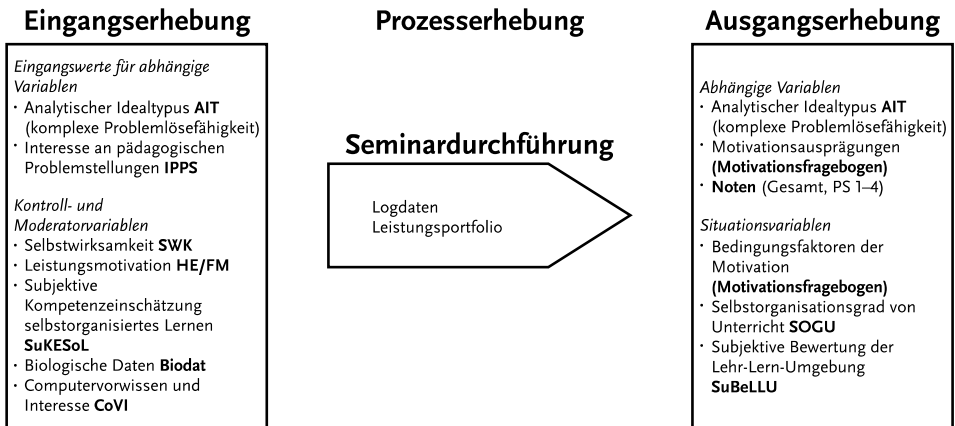 Eingangserhebung
Eingangswerte für abhängige
Variablen
· Analytischer Idealtypus AIT
(komplexe Problemlösefähigkeit)
· Interesse an pädagogischen
Problemstellungen IPPS
Kontroll- und
Moderatorvariablen
· Selbstwirksamkeit SWK
· Leistungsmotivation HE/FM
· Subjektive
Kompetenzeinschätzung
selbstorganisiertes Lernen
SuKESoL
· Biologische Daten Biodat
· Computervorwissen und
Interesse CoVI
Prozesserhebung
Seminardurchführung
Logdaten
Leistungsportfolio
Ausgangserhebung
Abhängige Variablen
· Analytischer Idealtypus AIT
(komplexe Problemlösefähigkeit)
· Motivationsausprägungen
(Motivationsfragebogen)
· Noten (Gesamt, PS 1–4)
Situationsvariablen
· Bedingungsfaktoren der
Motivation
(Motivationsfragebogen)
· Selbstorganisationsgrad von
Unterricht SOGU
· Subjektive Bewertung der
Lehr-Lern-Umgebung
SuBeLLU